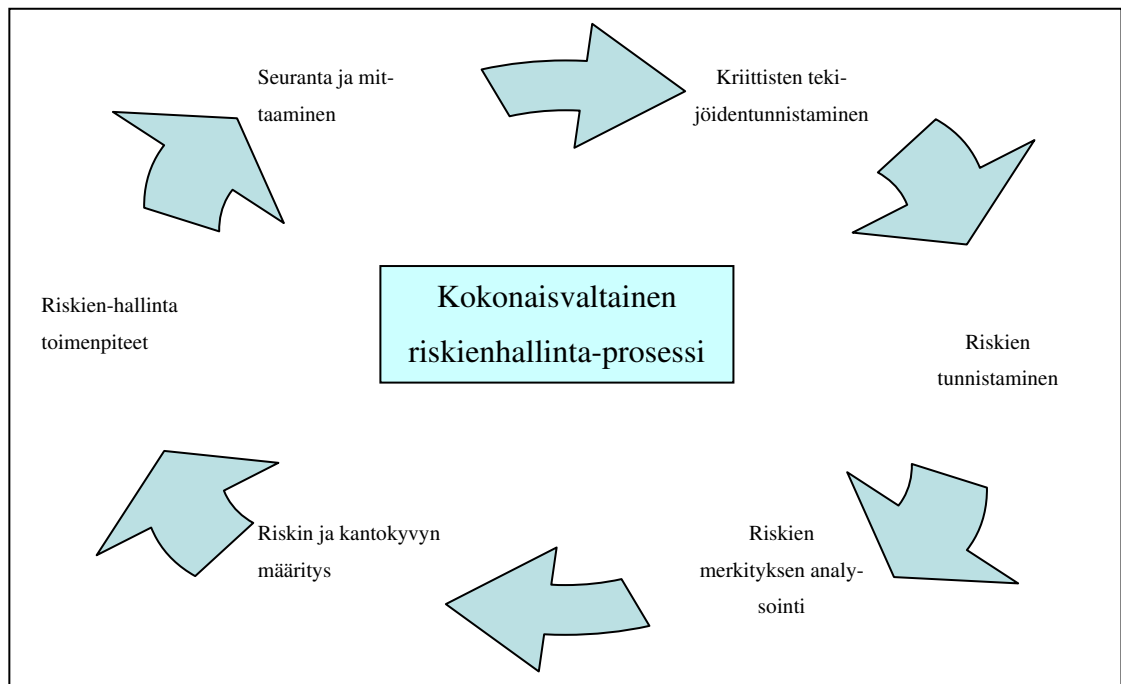 Seuranta ja mit-
taaminen
Kriittisten teki-
jöidentunnistaminen
Riskien-hallinta
toimenpiteet
Kokonaisvaltainen
riskienhallinta-prosessi
Riskien
tunnistaminen
Riskin ja kantokyvyn
määritys
Riskien
merkityksen analy-
sointi